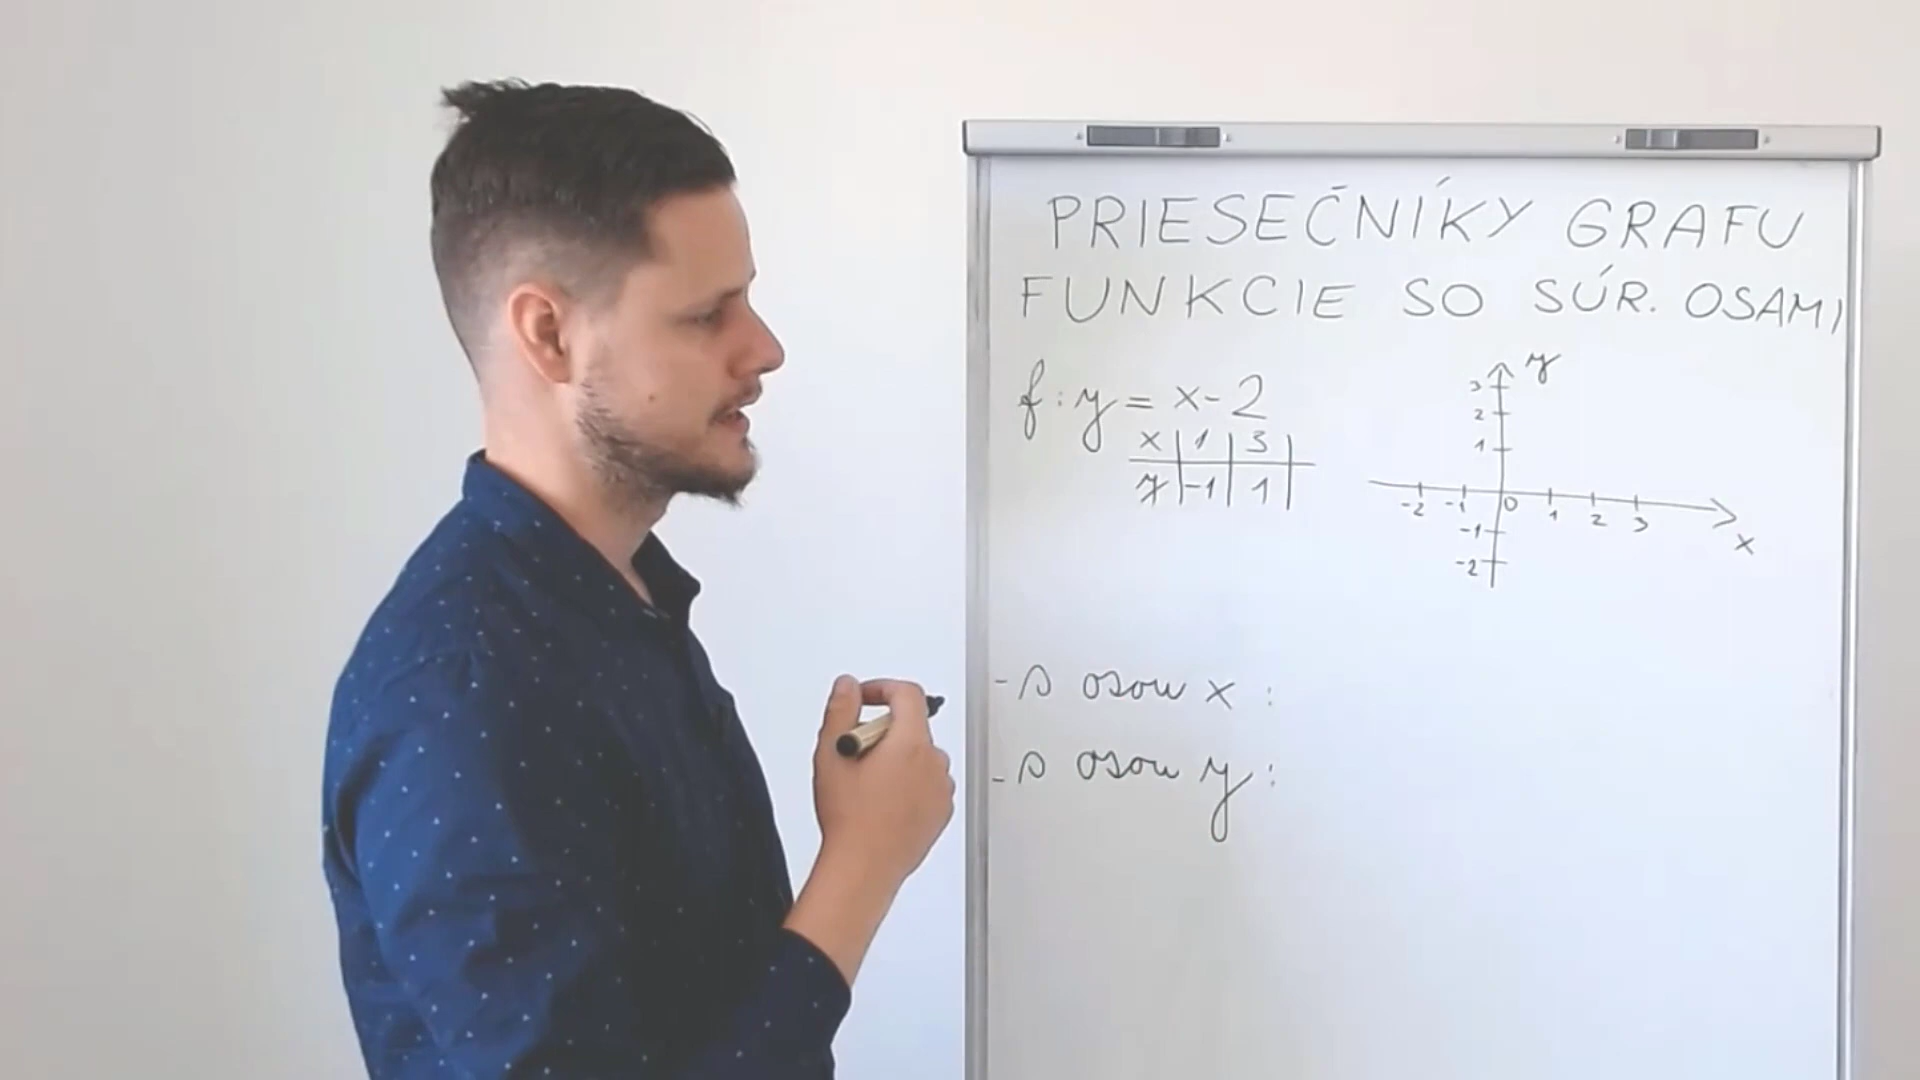 PRIESEČNÍKY GRAFU
FUNKCIE SO SÚR. OSAMI
f: y = x-2
x | 1 | 3 |
y | -1 | 1 |
y
3
2
1
-2 -1 0 1 2 3
x
-1
-2
- s osou x :
- s osou y :